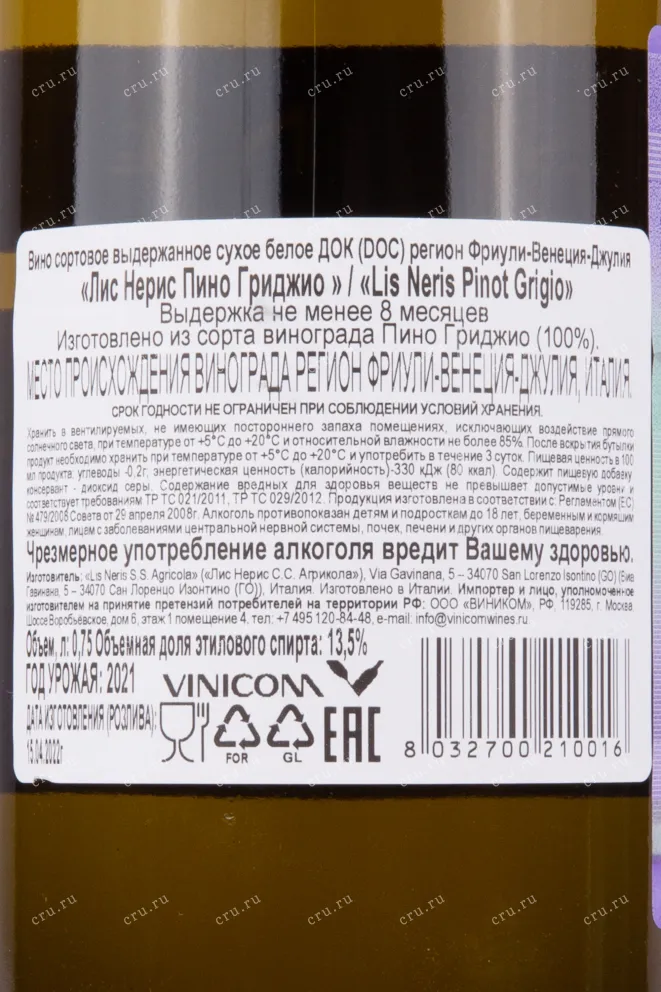 Вино сортовое выдержанное сухое белое ДОК (DOC) регион Фриули-Венеция-Джулия
«Лис Нерис Пино Гриджио » / «Lis Neris Pinot Grigio»
Выдержка не менее 8 месяцев
Изготовлено из сорта винограда Пино Гриджио (100%).
МЕСТО ПРОИСХОЖДЕНИЯ ВИНОГРАДА РЕГИОН ФРИУЛИ-ВЕНЕЦИЯ-ДЖУЛИЯ, ИТАЛИЯ.
СРОК ГОДНОСТИ НЕ ОГРАНИЧЕН ПРИ СОБЛЮДЕНИИ УСЛОВИЙ ХРАНЕНИЯ.
Хранить в вентилируемых, не имеющих постороннего запаха помещениях, исключающих воздействие прямого
солнечного света, при температуре от +5°С до +20°С и относительной влажности не более 85%. После вскрытия бутылки
продукт необходимо хранить при температуре от +5°С до +20°С и употребить в течение 3 суток. Пищевая ценность в 100
мл продукта: углеводы -0,2г, энергетическая ценность (калорийность)-330 кДж (80 ккал). Содержит пищевую добавку
консервант - диоксид серы. Содержание вредных для здоровья веществ не превышает допустимые уровни и
соответствует требованиям ТР ТС 021/2011, ТР ТС 029/2012. Продукция изготовлена в соответствии с Регламентом (ЕС)
№ 479/2008 Совета от 29 апреля 2008г. Алкоголь противопоказан детям и подросткам до 18 лет, беременным и кормящим
женщинам, лицам с заболеваниями центральной нервной системы, почек, печени и других органов пищеварения.
Чрезмерное употребление алкоголя вредит Вашему здоровью.
Изготовитель: «Lis Neris S.S. Agricola» («Лис Нерис С.С. Агрикола»), Via Gavinana, 5 – 34070 San Lorenzo Isontino (GO) (Виа
Гавинана, 5 – 34070 Сан Лоренцо Изонтино (ГО)), Италия. Изготовлено в Италии. Импортер и лицо, уполномоченное
изготовителем на принятие претензий потребителей на территории РФ: ООО «ВИНИКОМ», РФ, 119285, г. Москва,
Шоссе Воробьёвское, дом 6, этаж 1 помещение 4, тел: +7 495 120-84-48, e-mail: info@vinicomwines.ru.
Объем, л: 0,75 Объемная доля этилового спирта: 13,5%
ГОД УРОЖАЯ: 2021
VINICOM
ДАТА ИЗГОТОВЛЕНИЯ (РОЗЛИВА):
15.04.2022г
FOR
GL
EAC
8 032700 210016
cru.ru